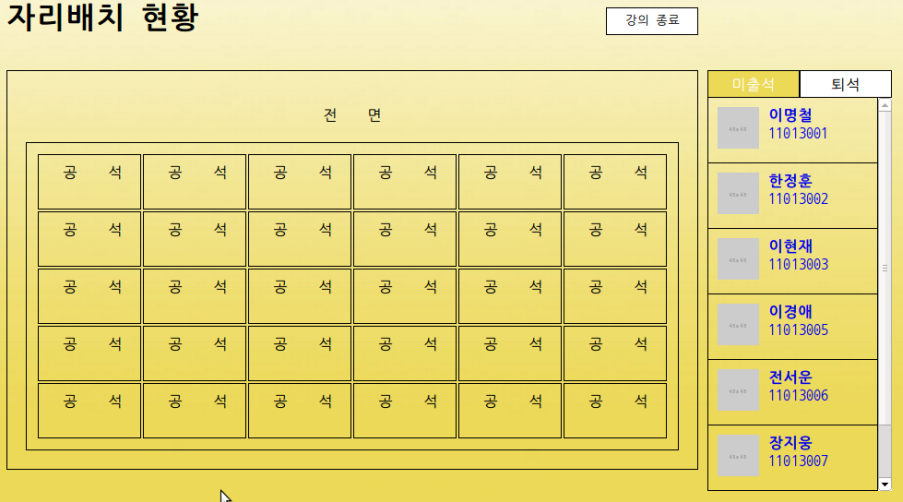 자리배치 현황
강의 종료
미출석 퇴석
전 면
공 석 공 석 공 석 공 석 공 석 공 석
공 석 공 석 공 석 공 석 공 석 공 석
공 석 공 석 공 석 공 석 공 석 공 석
공 석 공 석 공 석 공 석 공 석 공 석
공 석 공 석 공 석 공 석 공 석 공 석
이명철
11013001
한정훈
11013002
이현재
11013003
이경애
11013005
전서운
11013006
장지웅
11013007